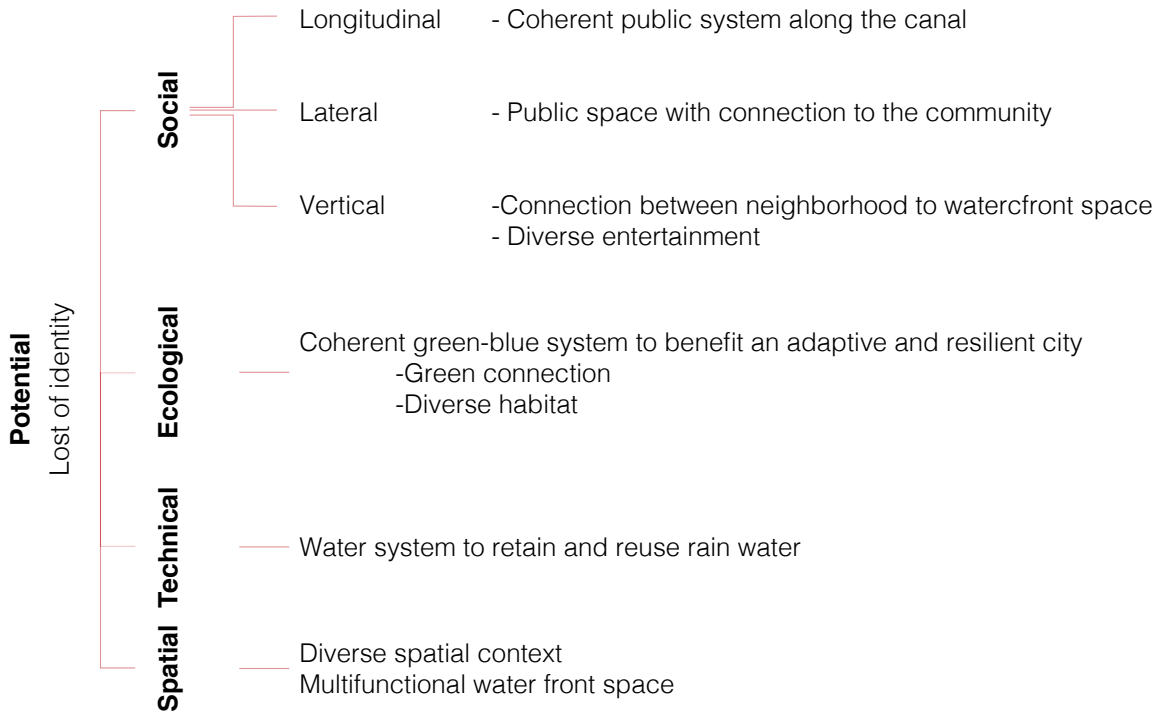 Potential
Lost of identity
Social
Longitudinal - Coherent public system along the canal
Lateral - Public space with connection to the community
Vertical -Connection between neighborhood to watercfront space
- Diverse entertainment
Ecological
Coherent green-blue system to benefit an adaptive and resilient city
-Green connection
-Diverse habitat
Technical
Water system to retain and reuse rain water
Spatial
Diverse spatial context
Multifunctional water front space